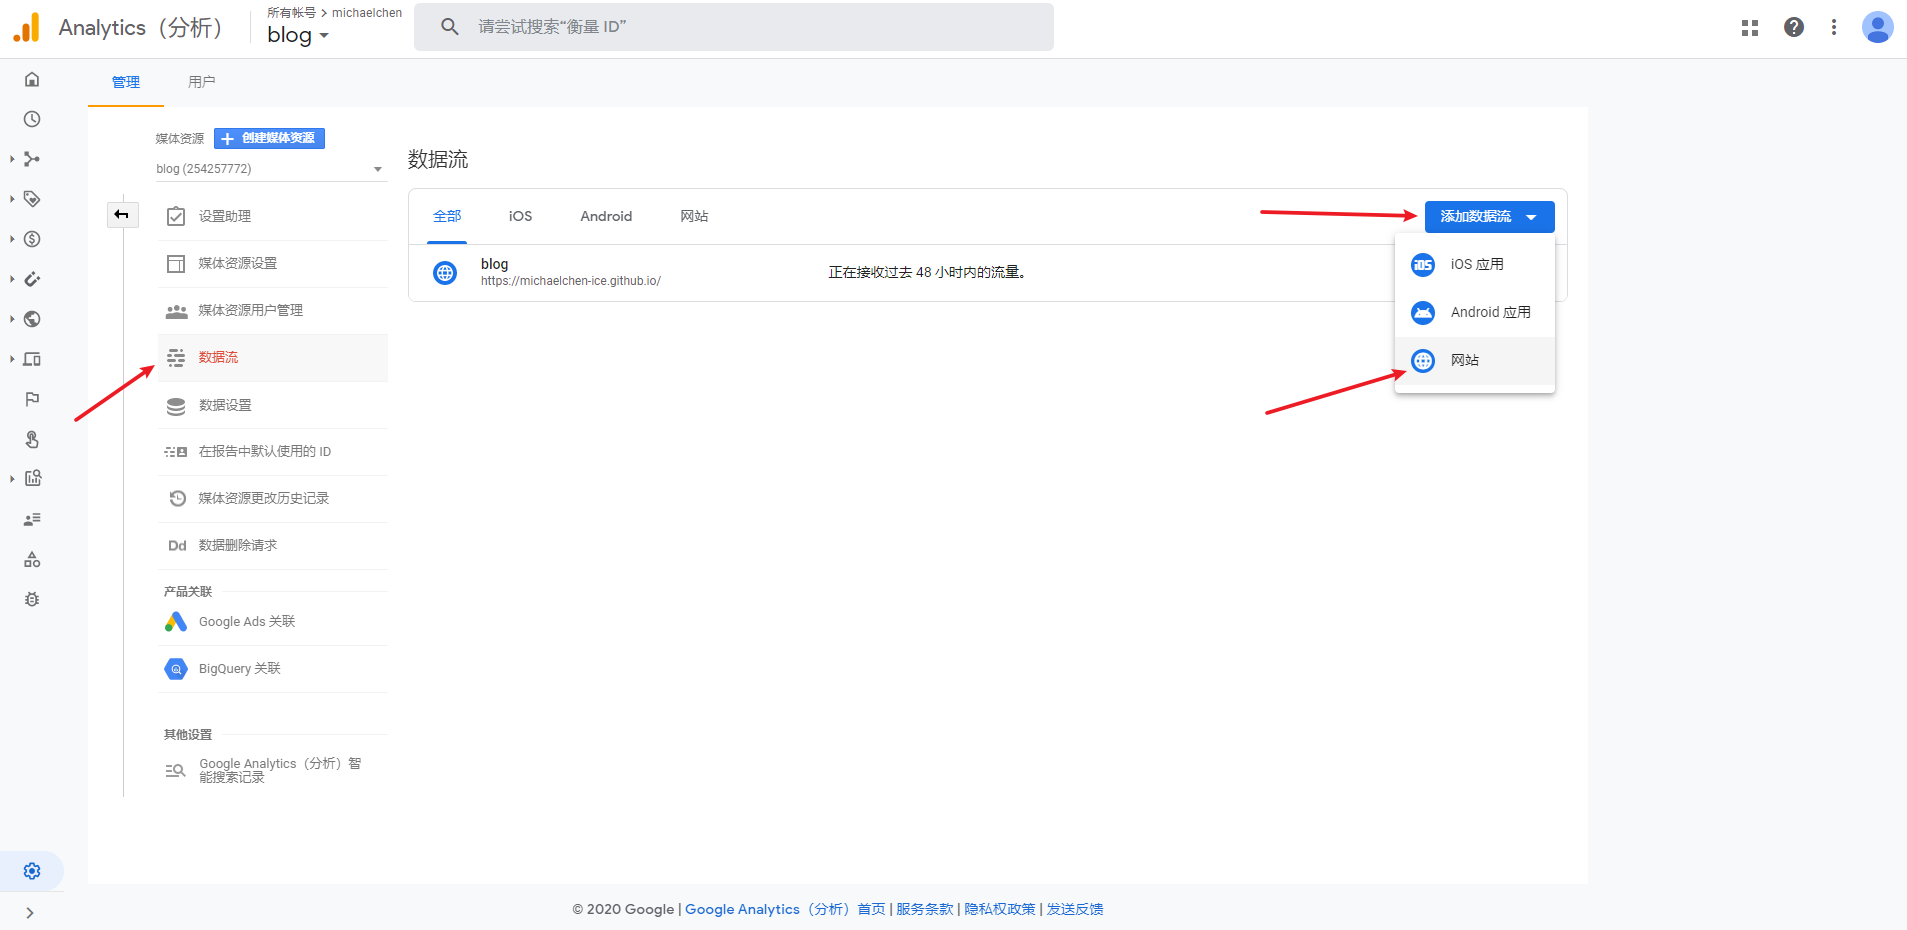 Analytics（分析）
所有帐号 > michaelchen
blog
请尝试搜索“衡量 ID”
管理
用户
媒体资源
创建媒体资源
blog (254257772)
设置助理
媒体资源设置
媒体资源用户管理
数据流
数据设置
在报告中默认使用的 ID
媒体资源更改历史记录
Dd 数据删除请求
产品关联
Google Ads 关联
BigQuery 关联
其他设置
Google Analytics（分析）智
能搜索记录
数据流
全部
iOS
Android
网站
添加数据流
blog
https://michaelchen-ice.github.io/
正在接收过去 48 小时内的流量。
iOS iOS 应用
Android 应用
网站
© 2020 Google | Google Analytics（分析）首页 | 服务条款 | 隐私权政策 | 发送反馈